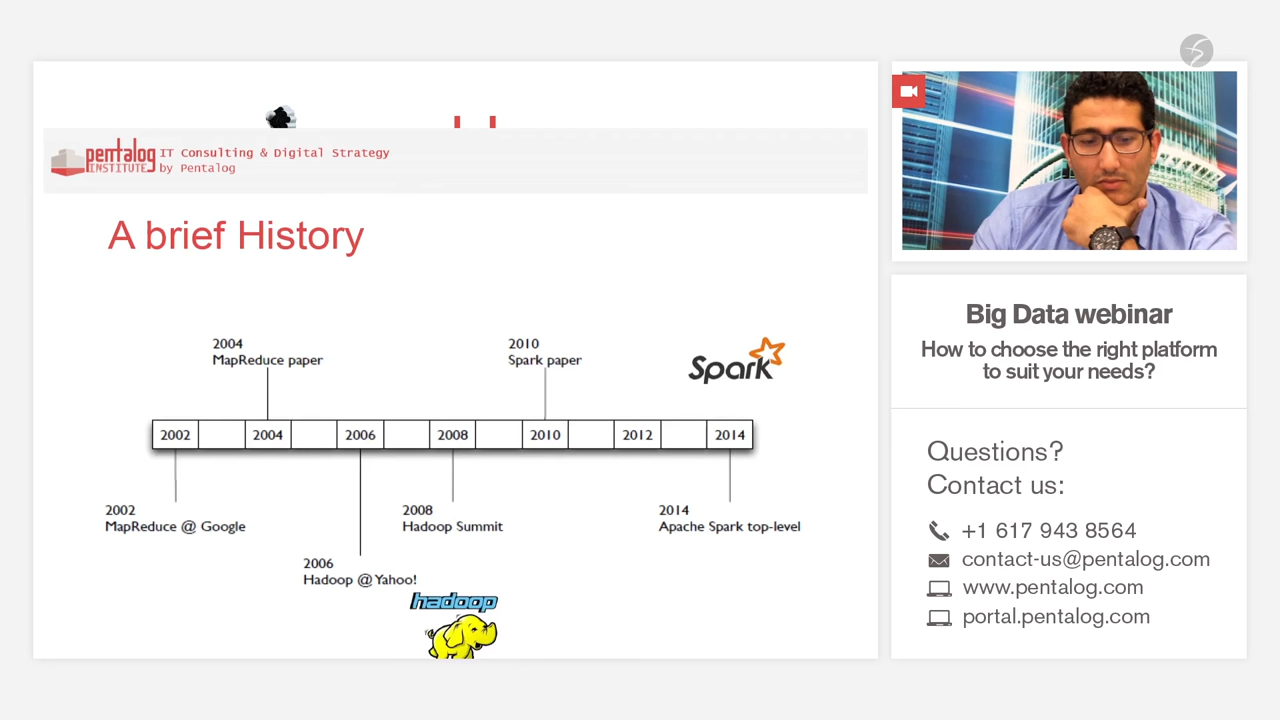 pentalog
INSTITUTE
IT Consulting & Digital Strategy
by Pentalog
A brief History
2004
MapReduce paper
2010
Spark paper
Spark
2002 2004 2006 2008 2010 2012 2014
2002
MapReduce @ Google
2008
Hadoop Summit
2014
Apache Spark top-level
2006
Hadoop @ Yahoo!
hadoop
Big Data webinar
How to choose the right platform
to suit your needs?
Questions?
Contact us:
+1 617 943 8564
contact-us@pentalog.com
www.pentalog.com
portal.pentalog.com